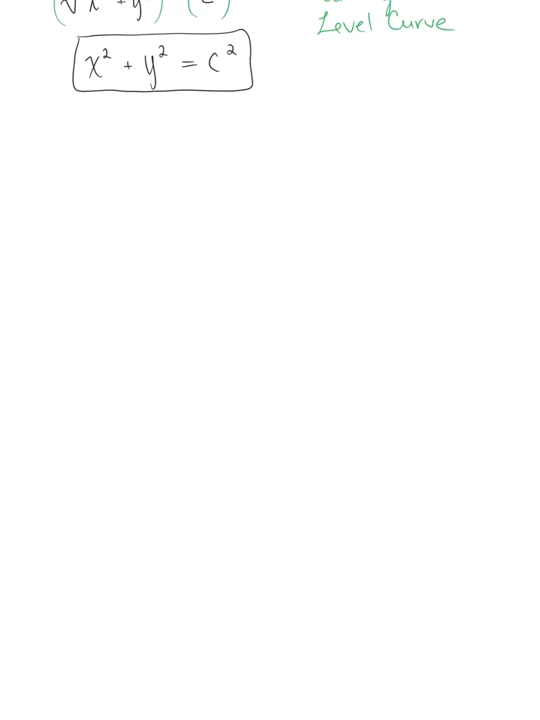 Level Curve
x² + y² = c²